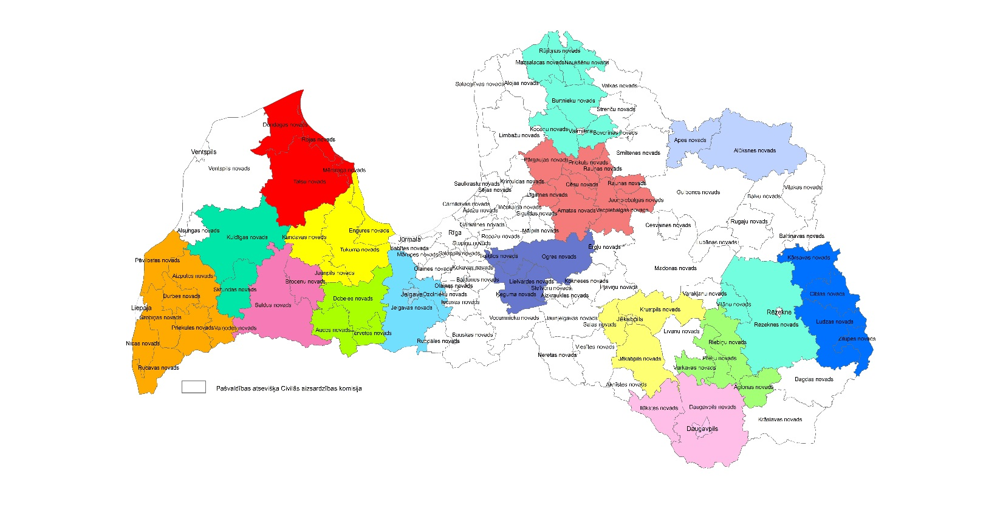 Rūjienas novads
Mazsalacas novads
Naukšēnu novads
Salacgrīvas novads
Alojas novads
Valkas novads
Burtnieku novads
Strenču novads
Dundagas novads
Kocēnu novads
Valmiera
Beverīnas novads
Limbažu novads
Rojas novads
Apes novads
Alūksnes novads
Ventspils
Smiltenes novads
Pārgaujas novads
Priekuļu novads
Ventspils novads
Raunas novads
Mērsraga novads
Talsu novads
Saulkrastu novads
Krimuldas novads
Cēsu novads
Raunas novads
Sējas novads
Viļakas novads
Gulbenes novads
Līgatnes novads
Balvu novads
Jaunpiebalgas novads
Carnikavas novads
Inčukalna novads
Ādažu novads
Siguldas novads
Amatas novads
Vecpiebalgas novads
Rugāju novads
Garkalnes novads
Cesvaines novads
Alsungas novads
Engures novads
Rīga
Mālpils novads
Kuldīgas novads
Kandavas novads
Ropažu novads
Baltinavas novads
Jūrmala
Stopiņu novads
Lubānas novads
Babītes novads
Tukuma novads
Ērgļu novads
Mārupes novads
Salaspils novads
Ikšķiles novads
Ogres novads
Kārsavas novads
Pāvilostas novads
Olaines novads
Ķekavas novads
Madonas novads
Aizputes novads
Jaunpils novads
Baldones novads
Brocēnu novads
Lielvārdes novads
Kokneses novads
Olaines novads
Skrīveru novads
Pļaviņu novads
Skrundas novads
Jelgava
Ozolnieku novads
Ķeguma novads
Aizkraukles novads
Varakļānu novads
Ciblas novads
Durbes novads
Dobeles novads
Iecavas novads
Saldus novads
Viļānu novads
Liepāja
Jelgavas novads
Krustpils novads
Rēzekne
Grobiņas novads
Vecumnieku novads
Jaunjelgavas novads
Jēkabpils
Salas novads
Rēzeknes novads
Ludzas novads
Priekules novads
Vaiņodes novads
Auces novads
Tērvetes novads
Līvānu novads
Bauskas novads
Zilupes novads
Nīcas novads
Rundāles novads
Riebiņu novads
Viesītes novads
Neretas novads
Jēkabpils novads
Preiļu novads
Rucavas novads
Vārkavas novads
Dagdas novads
Aknīstes novads
Aglonas novads
Pašvaldības atsevišķa Civilās aizsardzības komisija
Ilūkstes novads
Daugavpils novads
Krāslavas novads
Daugavpils